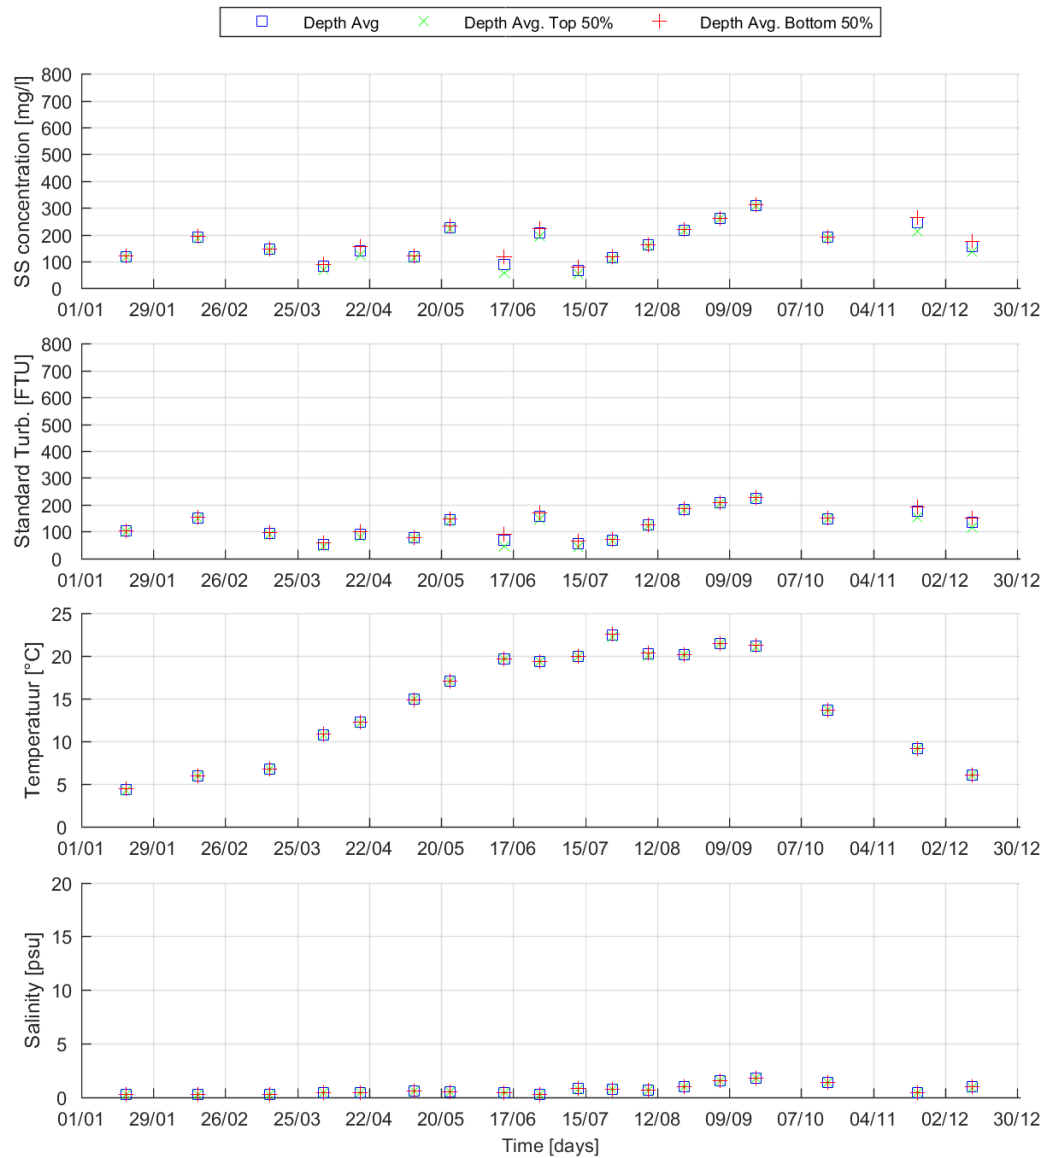 Depth Avg Depth Avg. Top 50% Depth Avg. Bottom 50%
SS concentration [mg/l]
800
700
600
500
400
300
200
100
0
01/01 29/01 26/02 25/03 22/04 20/05 17/06 15/07 12/08 09/09 07/10 04/11 02/12 30/12
Standard Turb. [FTU]
800
700
600
500
400
300
200
100
0
01/01 29/01 26/02 25/03 22/04 20/05 17/06 15/07 12/08 09/09 07/10 04/11 02/12 30/12
Temperatuur [°C]
25
20
15
10
5
0
01/01 29/01 26/02 25/03 22/04 20/05 17/06 15/07 12/08 09/09 07/10 04/11 02/12 30/12
Salinity [psu]
20
15
10
5
0
01/01 29/01 26/02 25/03 22/04 20/05 17/06 15/07 12/08 09/09 07/10 04/11 02/12 30/12
Time [days]